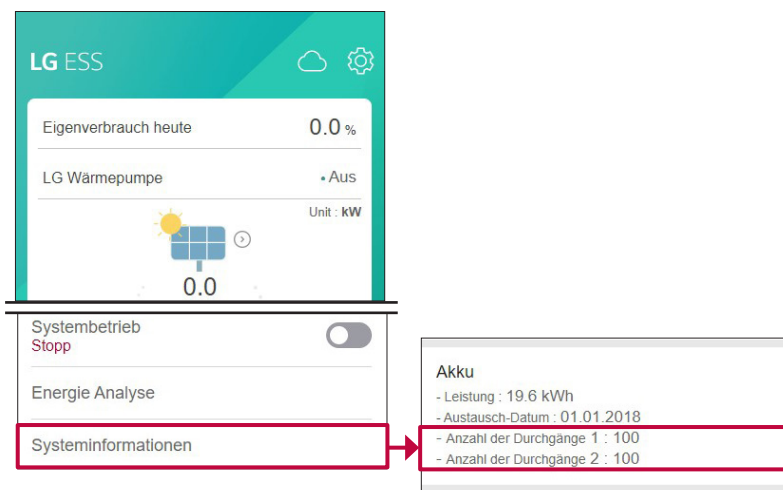 LG ESS
Eigenverbrauch heute 0.0 %
LG Wärmepumpe • Aus
Unit : kW
0.0
Systembetrieb
Stopp
Energie Analyse
Systeminformationen
Akku
- Leistung : 19.6 kWh
- Austausch-Datum : 01.01.2018
- Anzahl der Durchgänge 1 : 100
- Anzahl der Durchgänge 2 : 100